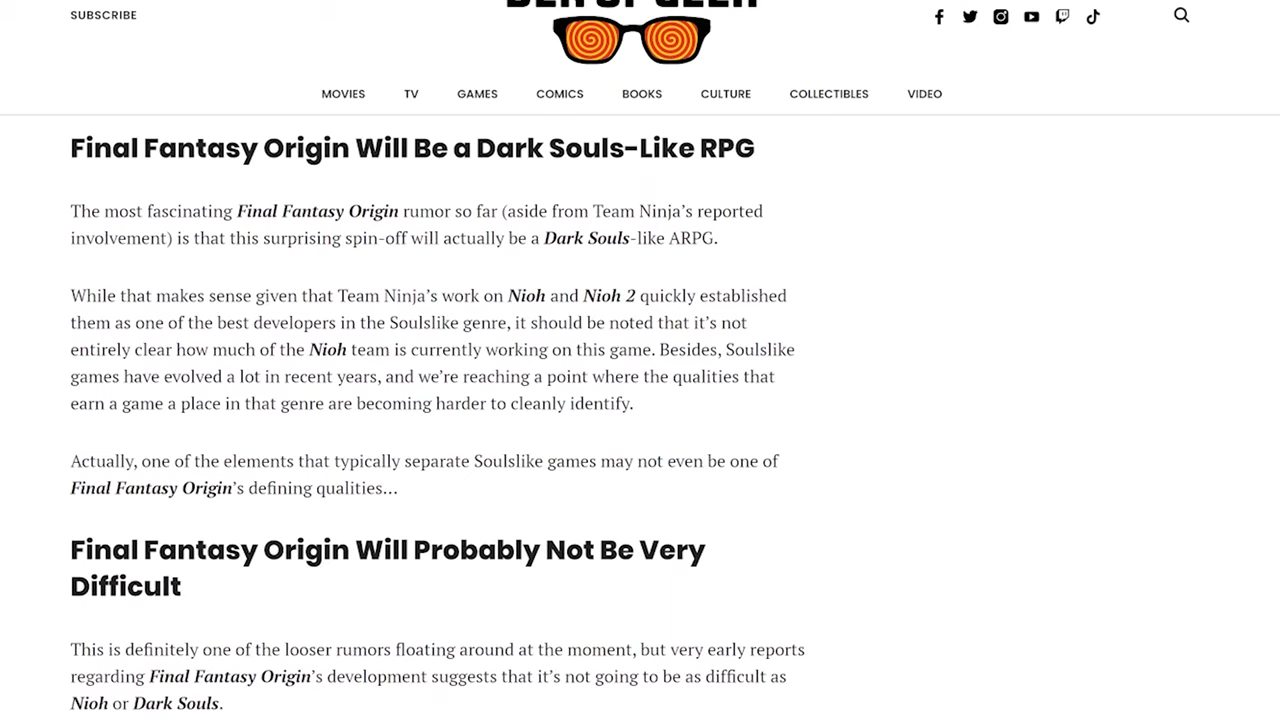 SUBSCRIBE
DEN OF GEEK
MOVIES TV GAMES COMICS BOOKS CULTURE COLLECTIBLES VIDEO
Final Fantasy Origin Will Be a Dark Souls-Like RPG
The most fascinating Final Fantasy Origin rumor so far (aside from Team Ninja’s reported
involvement) is that this surprising spin-off will actually be a Dark Souls-like ARPG.
While that makes sense given that Team Ninja’s work on Nioh and Nioh 2 quickly established
them as one of the best developers in the Soulslike genre, it should be noted that it’s not
entirely clear how much of the Nioh team is currently working on this game. Besides, Soulslike
games have evolved a lot in recent years, and we’re reaching a point where the qualities that
earn a game a place in that genre are becoming harder to cleanly identify.
Actually, one of the elements that typically separate Soulslike games may not even be one of
Final Fantasy Origin’s defining qualities…
Final Fantasy Origin Will Probably Not Be Very
Difficult
This is definitely one of the looser rumors floating around at the moment, but very early reports
regarding Final Fantasy Origin’s development suggests that it’s not going to be as difficult as
Nioh or Dark Souls.